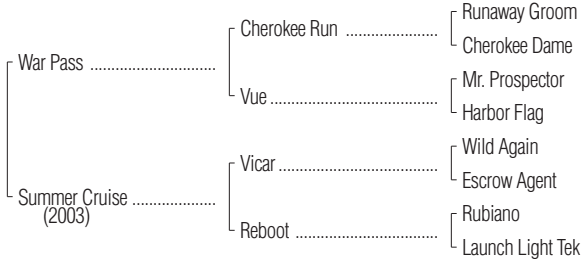 Runaway Groom
Cherokee Run ........................
Cherokee Dame
War Pass ................................
Mr. Prospector
Vue ...........................................
Harbor Flag
Wild Again
Vicar .........................................
Escrow Agent
Summer Cruise .....................
(2003)
Rubiano
Reboot .....................................
Launch Light Tek